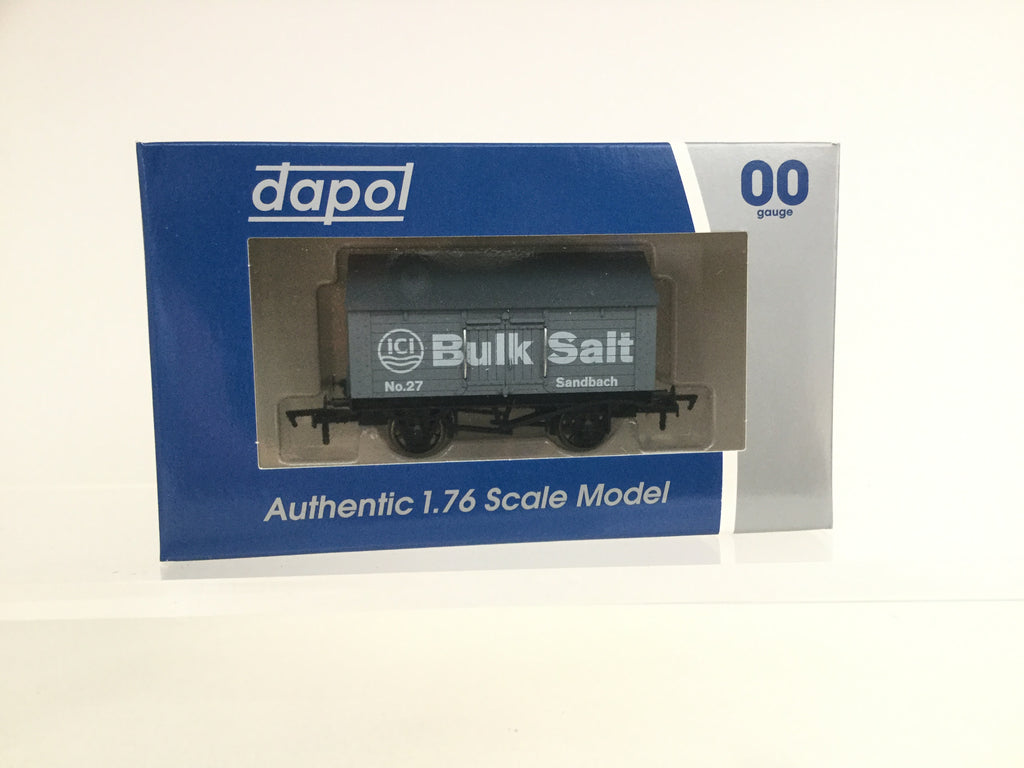 dapol
00
gauge
ICI
Bulk Salt
No.27
Sandbach
Authentic 1.76 Scale Model